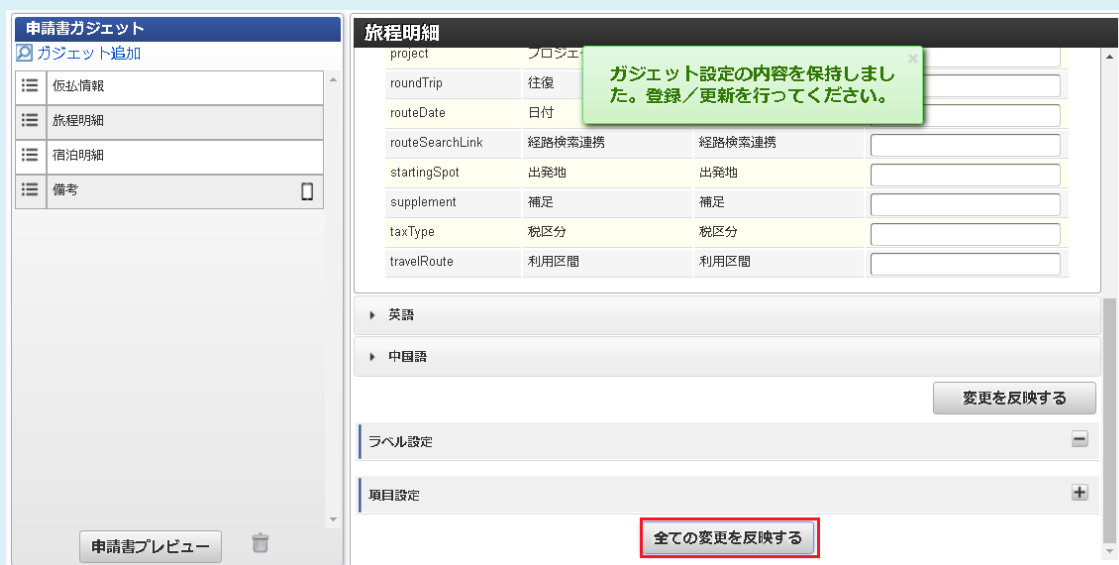 申請書ガジェット
ガジェット追加
仮払情報
旅程明細
宿泊明細
備考
申請書プレビュー
旅程明細
project プロジェ
ガジェット設定の内容を保持しまし
た。登録／更新を行ってください。
roundTrip 往復
routeDate 日付
routeSearchLink 経路検索連携 経路検索連携
startingSpot 出発地 出発地
supplement 補足 補足
taxType 税区分 税区分
travelRoute 利用区間 利用区間
英語
中国語
変更を反映する
ラベル設定
項目設定
全ての変更を反映する